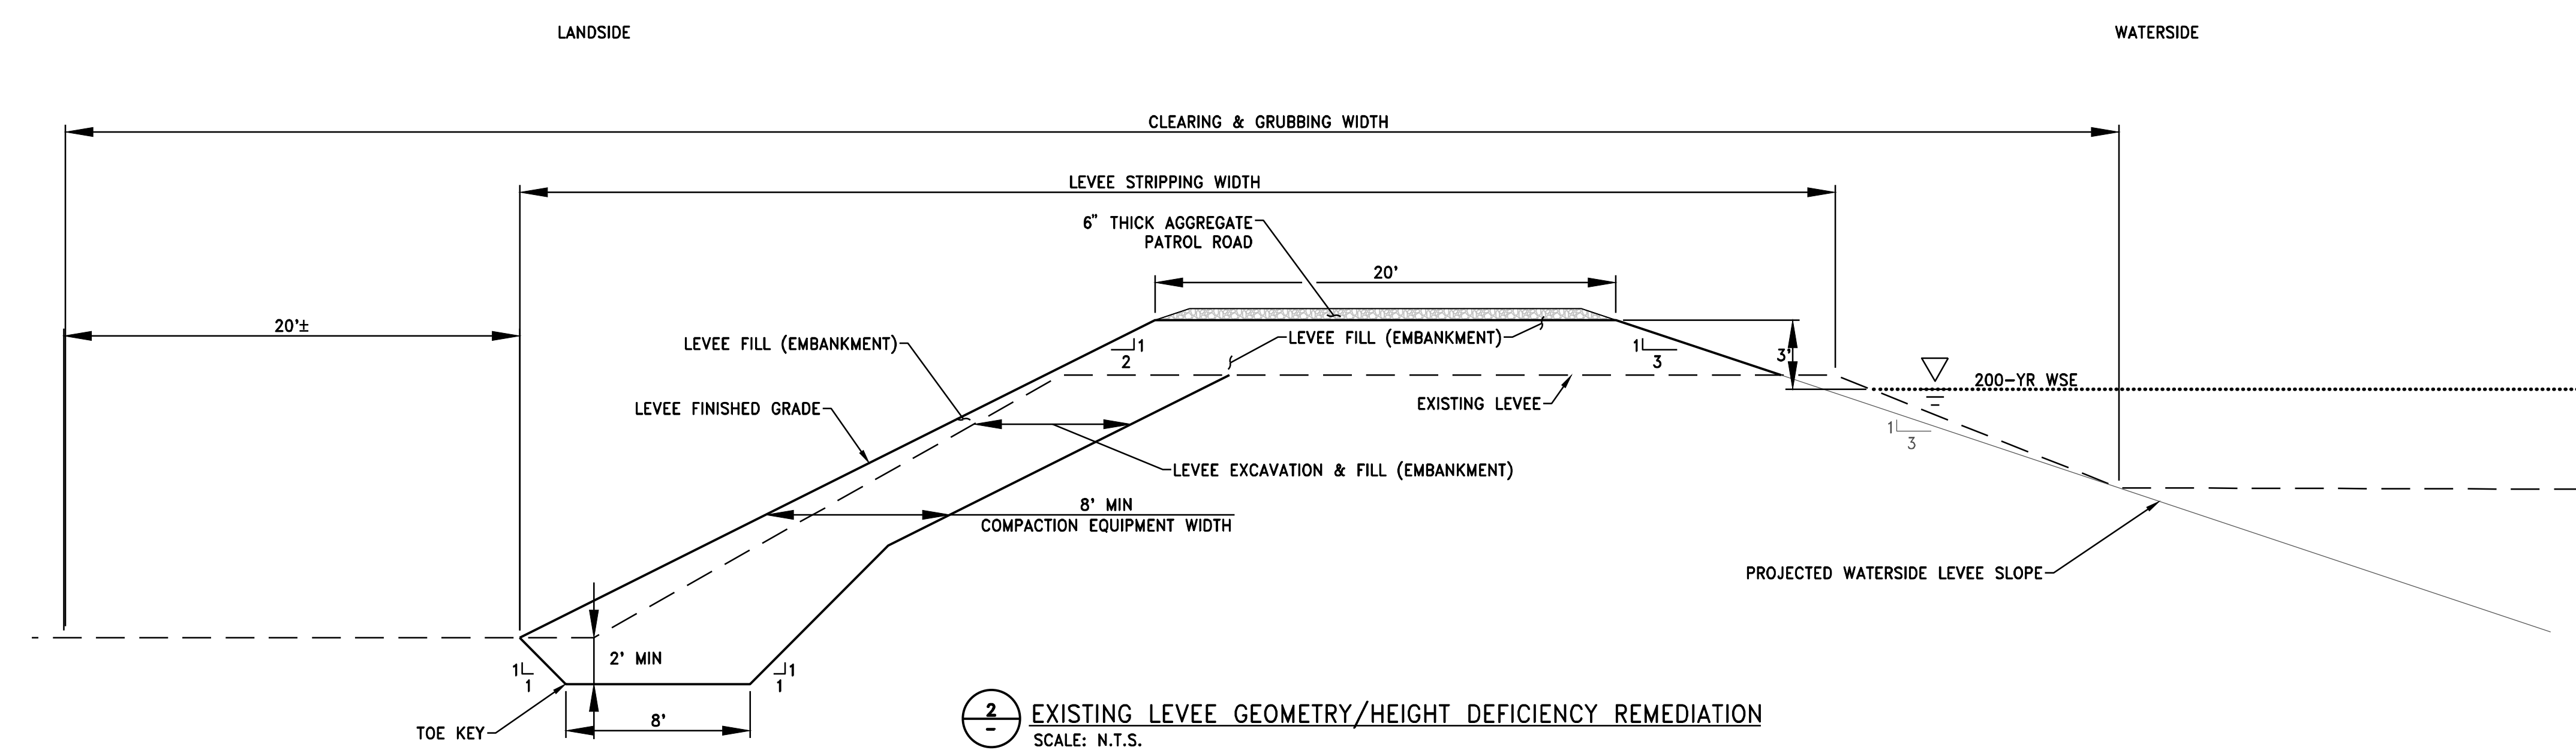 LANDSIDE
WATERSIDE
CLEARING & GRUBBING WIDTH
LEVEE STRIPPING WIDTH
6" THICK AGGREGATE
PATROL ROAD
20'
20'±
LEVEE FILL (EMBANKMENT)
LEVEE FILL (EMBANKMENT)
1
2
1
3
3'
200-YR WSE
LEVEE FINISHED GRADE
EXISTING LEVEE
1
3
LEVEE EXCAVATION & FILL (EMBANKMENT)
8' MIN
COMPACTION EQUIPMENT WIDTH
PROJECTED WATERSIDE LEVEE SLOPE
2' MIN
1
1
1
1
TOE KEY
8'
2
-
EXISTING LEVEE GEOMETRY/HEIGHT DEFICIENCY REMEDIATION
SCALE: N.T.S.